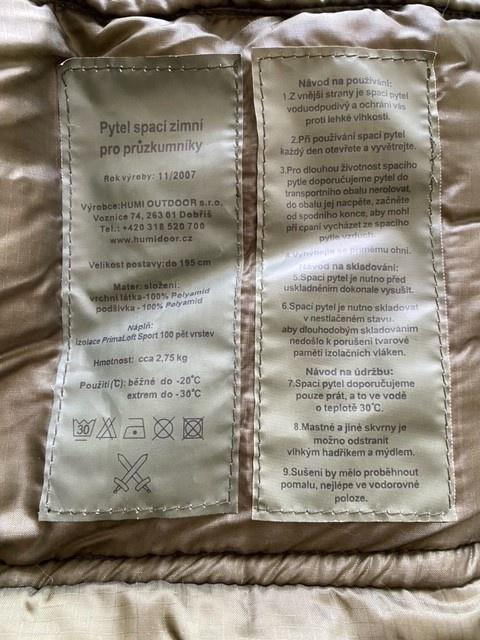 Pytel spací zimní
pro průzkumníky
Rok výroby: 11/2007
Výrobce:HUMI OUTDOOR s.r.o.
Voznice 74, 263 01 Dobříš
Tel.: +420 318 520 700
www.humidoor.cz
Velikost postavy: do 195 cm
Mater. složení:
vrchní látka-100% Polyamid
podšívka - 100% Polyamid
Náplň:
izolace PrimaLoft Sport 100 pět vrstev
Hmotnost: cca 2,75 kg
Použití(°C): běžné do -20°C
extrem do -30°C
30
Návod na používání:
1.Z vnější strany je spací pytel
voduodpudivý a ochrání vás
proti lehké vlhkosti.
2.Při používání spací pytel
každý den otevřete a vyvětrejte.
3.Pro dlouhou životnost spacího
pytle doporučujeme pytel do
transportního obalu nerolovat,
do obalu jej nacpěte, začněte
od spodního konce, aby mohl
při cpaní vycházet ze spacího
pytle vzduch.
4.Vyhýbejte se přímému ohni.
Návod na skladování:
5.Spací pytel je nutno před
uskladněním dokonale vysušit.
6.Spací pytel je nutno skladovat
v nestlačeném stavu,
aby dlouhodobým skladováním
nedošlo k porušení tvarové
paměti izolačních vláken.
Návod na údržbu:
7.Spací pytel doporučujeme
pouze prát, a to ve vodě
o teplotě 30°C.
8.Mastné a jiné skvrny je
možno odstranit
vlhkým hadříkem a mýdlem.
9.Sušení by mělo proběhnout
pomalu, nejlépe ve vodorovné
poloze.